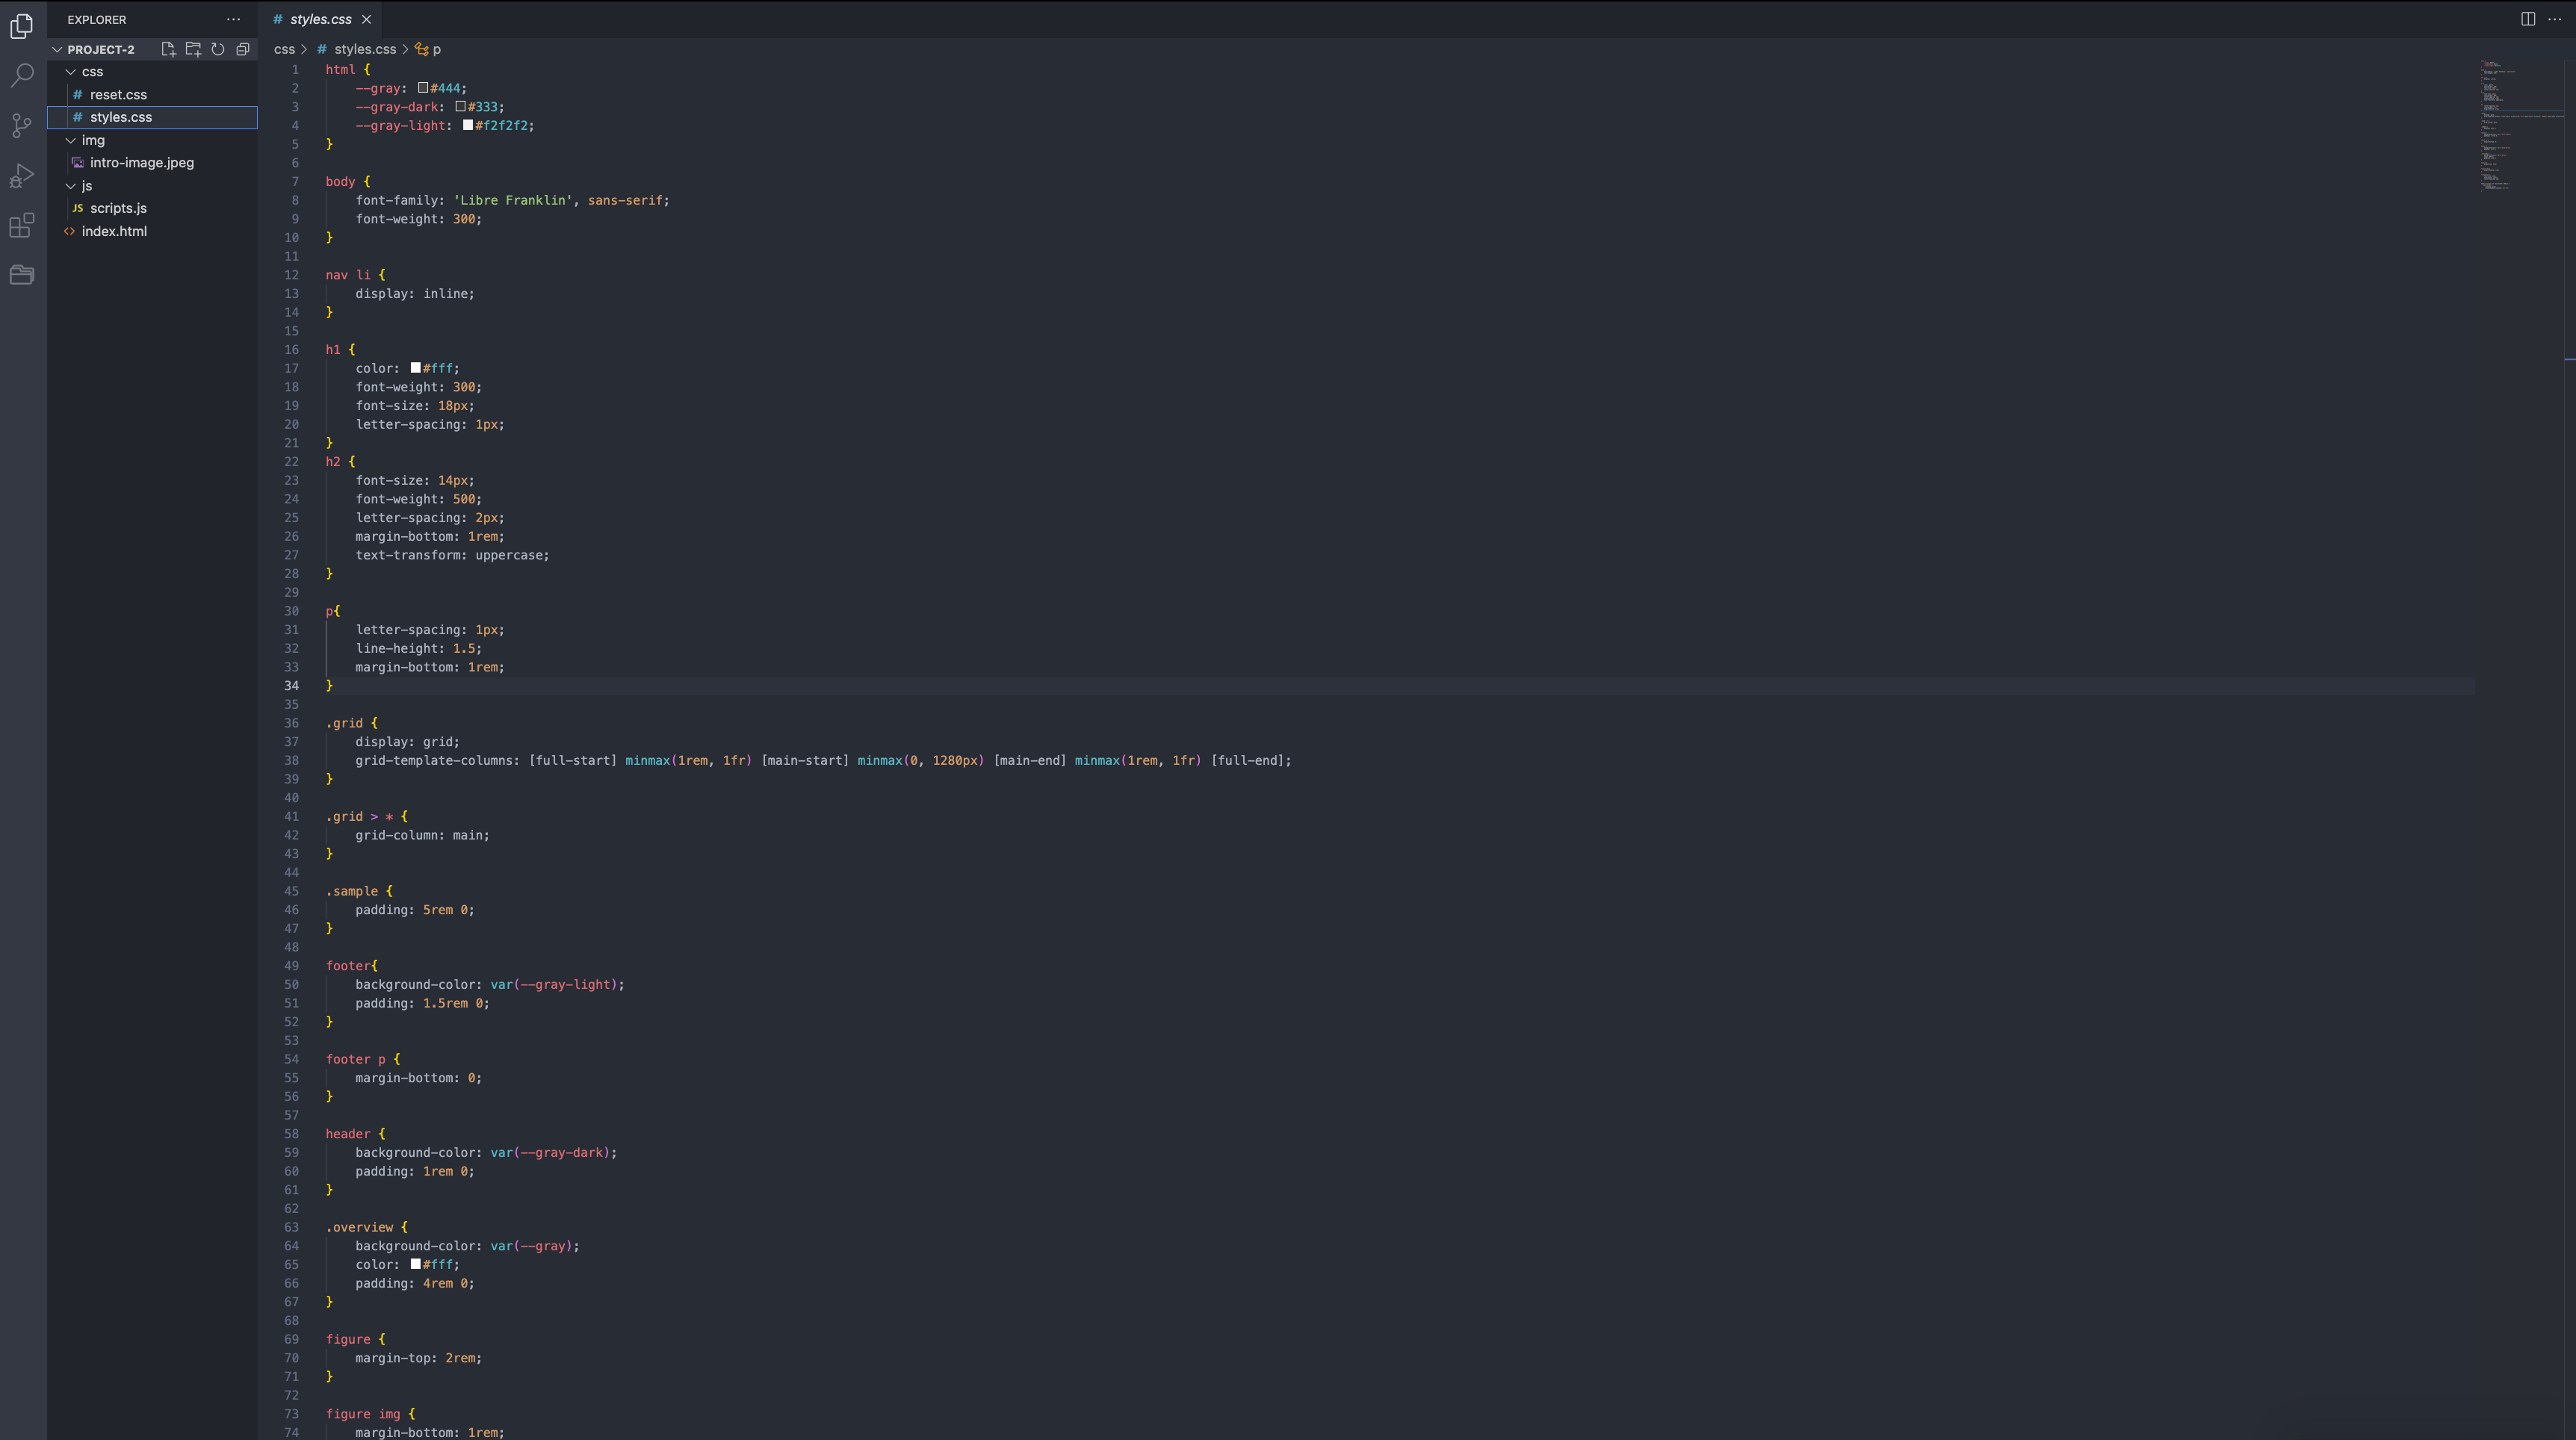 EXPLORER
PROJECT-2
css
# reset.css
# styles.css
img
intro-image.jpeg
js
JS scripts.js
<> index.html
# styles.css
css > # styles.css > p
1 html {
2 --gray: #444;
3 --gray-dark: #333;
4 --gray-light: #f2f2f2;
5 }
6
7 body {
8 font-family: 'Libre Franklin', sans-serif;
9 font-weight: 300;
10 }
11
12 nav li {
13 display: inline;
14 }
15
16 h1 {
17 color: #fff;
18 font-weight: 300;
19 font-size: 18px;
20 letter-spacing: 1px;
21 }
22 h2 {
23 font-size: 14px;
24 font-weight: 500;
25 letter-spacing: 2px;
26 margin-bottom: 1rem;
27 text-transform: uppercase;
28 }
29
30 p{
31 letter-spacing: 1px;
32 line-height: 1.5;
33 margin-bottom: 1rem;
34 }
35
36 .grid {
37 display: grid;
38 grid-template-columns: [full-start] minmax(1rem, 1fr) [main-start] minmax(0, 1280px) [main-end] minmax(1rem, 1fr) [full-end];
39 }
40
41 .grid > * {
42 grid-column: main;
43 }
44
45 .sample {
46 padding: 5rem 0;
47 }
48
49 footer{
50 background-color: var(--gray-light);
51 padding: 1.5rem 0;
52 }
53
54 footer p {
55 margin-bottom: 0;
56 }
57
58 header {
59 background-color: var(--gray-dark);
60 padding: 1rem 0;
61 }
62
63 .overview {
64 background-color: var(--gray);
65 color: #fff;
66 padding: 4rem 0;
67 }
68
69 figure {
70 margin-top: 2rem;
71 }
72
73 figure img {
74 margin-bottom: 1rem;